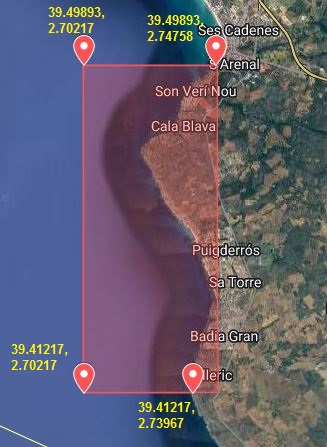 39.49893,
2.70217
39.49893,
2.74758
Ses Cadenes
S'Arenal
Son Verí Nou
Cala Blava
Puigderrós
Sa Torre
Badia Gran
39.41217,
2.70217
lleric
39.41217,
2.73967